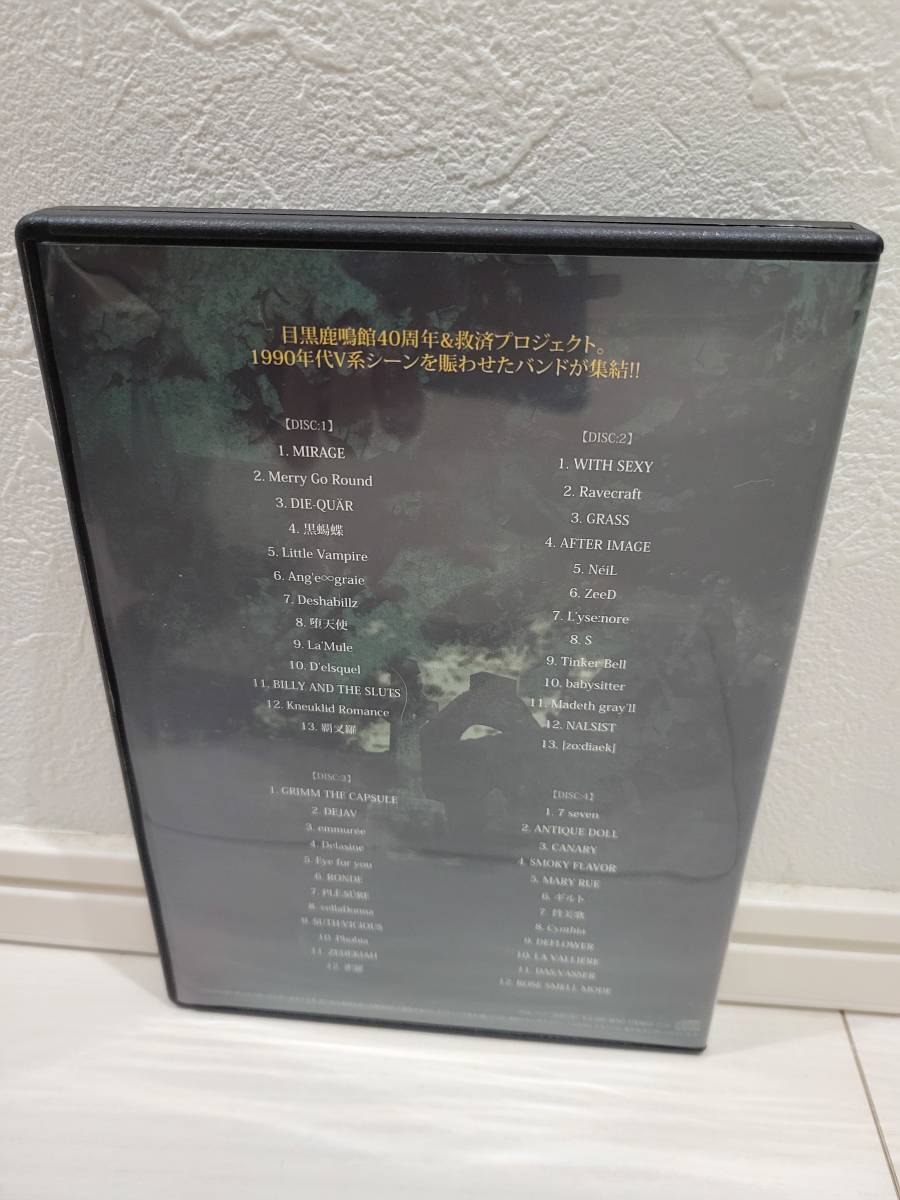 目黒鹿鳴館40周年&救済プロジェクト。
1990年代V系シーンを賑わせたバンドが集結!!
【DISC:1】
1. MIRAGE
2. Merry Go Round
3. DIE-QUÄR
4. 黒蝪蝶
5. Little Vampire
6. Ang'e∞graie
7. Deshabillz
8. 堕天使
9. La'Mule
10. D'elsquel
11. BILLY AND THE SLUTS
12. Kneuklid Romance
13. 覇叉羅
【DISC:2】
1. WITH SEXY
2. Ravecraft
3. GRASS
4. AFTER IMAGE
5. NéiL
6. ZeeD
7. L'yse:nore
8. S
9. Tinker Bell
10. babysitter
11. Madeth gray'll
12. NALSIST
13. [zo:diaek]
【DISC:3】
1. GRIMM THE CAPSULE
2. DEJAV
3. emmurée
4. Delasine
5. Eye for you
6. RONDE
7. PLE:SURE
8. vellaDonna
9. SUTH:VICIOUS
10. Phobia
11. ZEDEKIAH
12.
【DISC:4】
1. 7 seven
2. ANTIQUE DOLL
3. CANARY
4. SMOKY FLAVOR
5. MARY RUE
6. ギルト
7.
8. Cynthia
9. DEFLOWER
10. LA VALLIERE
11. DAS:VASSER
12. ROSE SMELL MODE